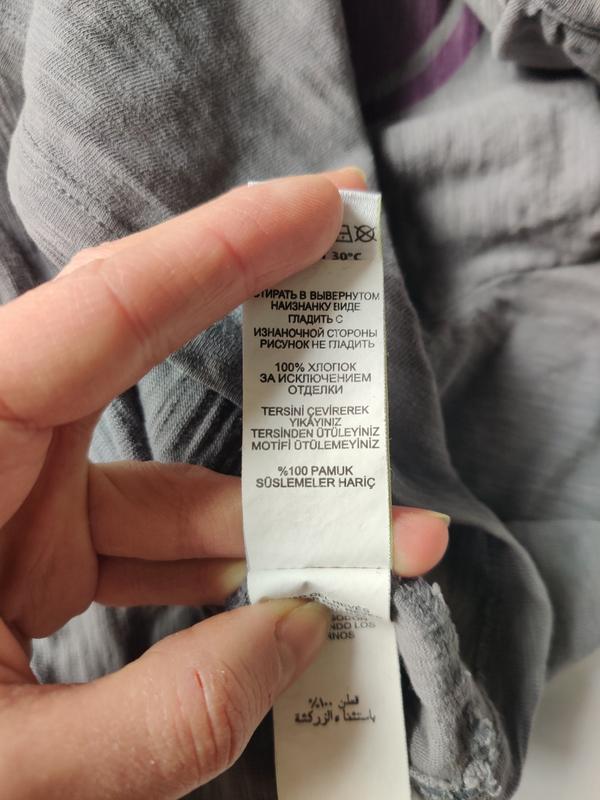 30°C
СТИРАТЬ В ВЫВЕРНУТОМ
НАИЗНАНКУ ВИДЕ
ГЛАДИТЬ С
ИЗНАНОЧНОЙ СТОРОНЫ
РИСУНОК НЕ ГЛАДИТЬ
100% ХЛОПОК
ЗА ИСКЛЮЧЕНИЕМ
ОТДЕЛКИ
TERSİNİ ÇEVİREREK
YIKAYINIZ
TERSİNDEN ÜTÜLEYİNİZ
MOTİFİ ÜTÜLEMEYİNİZ
%100 PAMUK
SÜSLEMELER HARİÇ
LOS
قطن ١٠٠%
باستثناء الزركشة